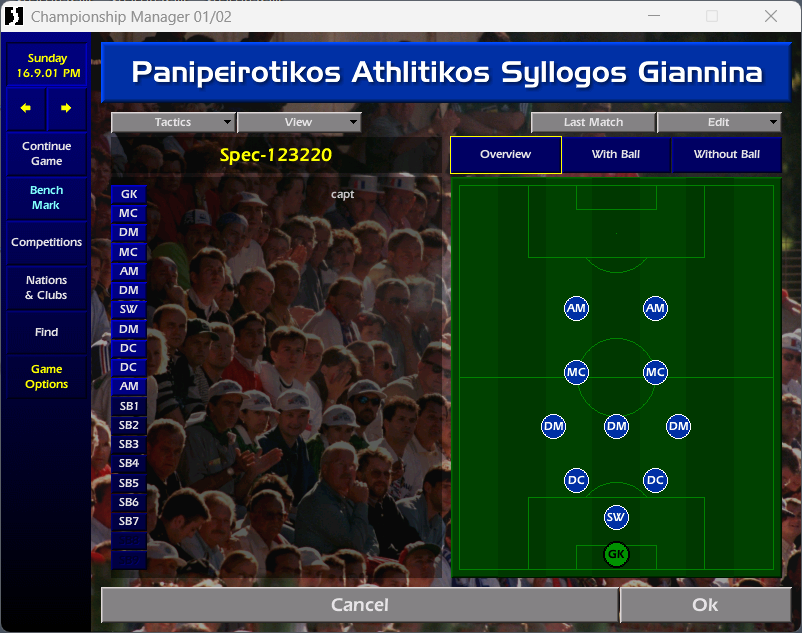 Championship Manager 01/02
Sunday
16.9.01 PM
Continue
Game
Bench
Mark
Competitions
Nations
& Clubs
Find
Game
Options
Panipeirotikos Athlitikos Syllogos Giannina
Tactics View Last Match Edit
Spec-123220
Overview With Ball Without Ball
GK capt
MC
DM
MC
AM
DM
SW
DM
DC
DC
AM
SB1
SB2
SB3
SB4
SB5
SB6
SB7
AM AM
MC MC
DM DM DM
DC DC
SW
GK
Cancel Ok